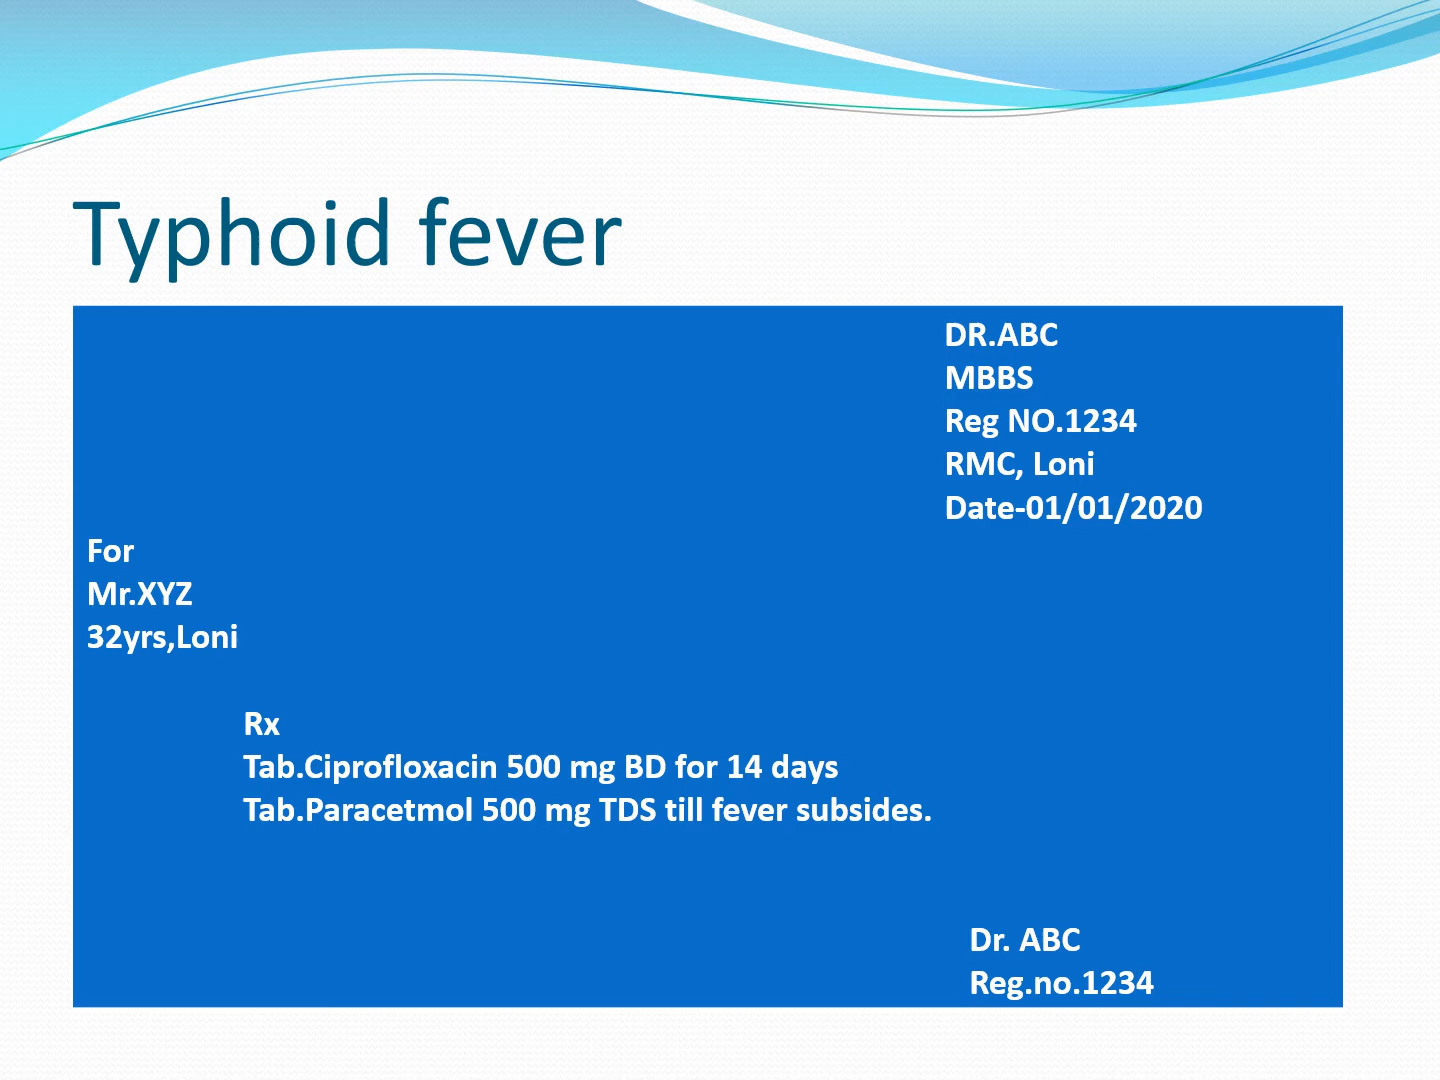 Typhoid fever
DR.ABC
MBBS
Reg NO.1234
RMC, Loni
Date-01/01/2020
For
Mr.XYZ
32yrs,Loni
Rx
Tab.Ciprofloxacin 500 mg BD for 14 days
Tab.Paracetmol 500 mg TDS till fever subsides.
Dr. ABC
Reg.no.1234